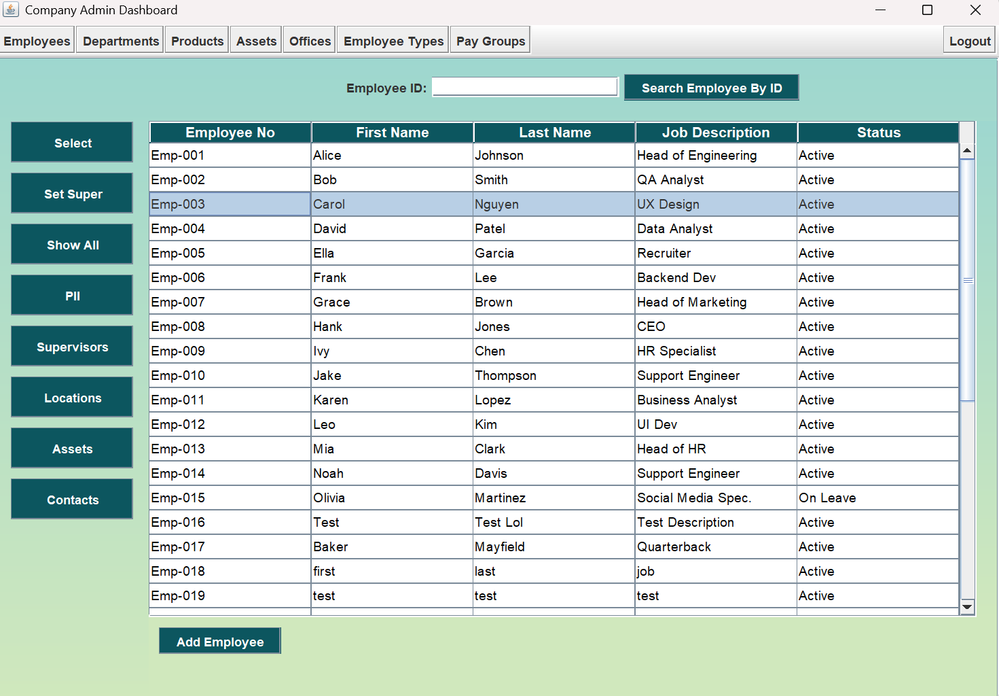 Company Admin Dashboard
Employees Departments Products Assets Offices Employee Types Pay Groups Logout
Employee ID: Search Employee By ID
Select
Set Super
Show All
PII
Supervisors
Locations
Assets
Contacts
Employee No First Name Last Name Job Description Status
Emp-001 Alice Johnson Head of Engineering Active
Emp-002 Bob Smith QA Analyst Active
Emp-003 Carol Nguyen UX Design Active
Emp-004 David Patel Data Analyst Active
Emp-005 Ella Garcia Recruiter Active
Emp-006 Frank Lee Backend Dev Active
Emp-007 Grace Brown Head of Marketing Active
Emp-008 Hank Jones CEO Active
Emp-009 Ivy Chen HR Specialist Active
Emp-010 Jake Thompson Support Engineer Active
Emp-011 Karen Lopez Business Analyst Active
Emp-012 Leo Kim UI Dev Active
Emp-013 Mia Clark Head of HR Active
Emp-014 Noah Davis Support Engineer Active
Emp-015 Olivia Martinez Social Media Spec. On Leave
Emp-016 Test Test Lol Test Description Active
Emp-017 Baker Mayfield Quarterback Active
Emp-018 first last job Active
Emp-019 test test test Active
Add Employee